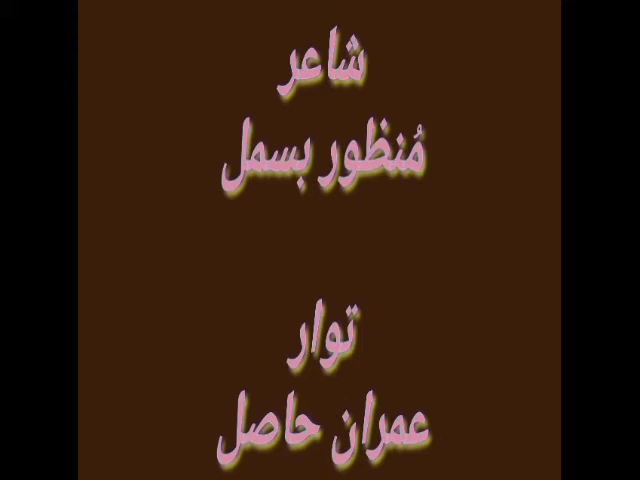 شاعر
مُنظور بسمل
توار
عمران حاصل